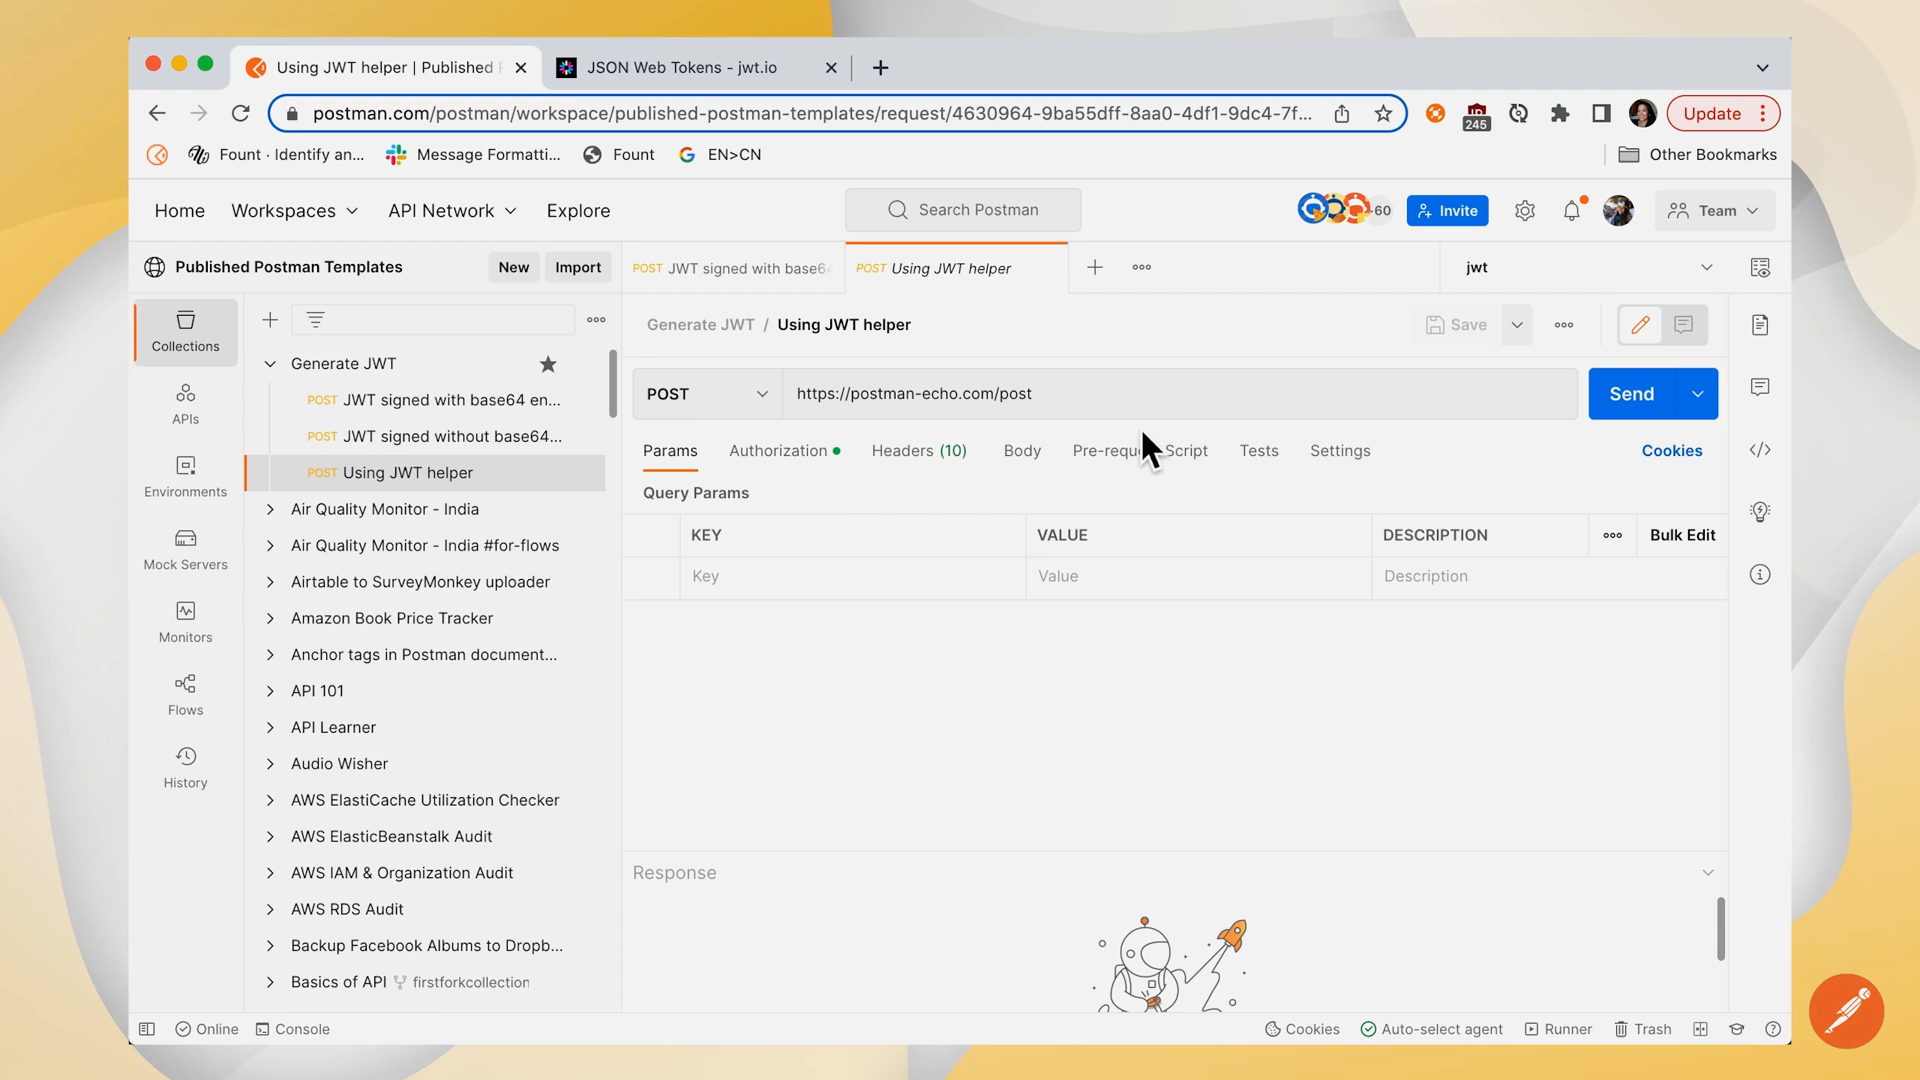 Using JWT helper | Published P
JSON Web Tokens - jwt.io
postman.com/postman/workspace/published-postman-templates/request/4630964-9ba55dff-8aa0-4df1-9dc4-7f...
245
Update
Fount · Identify an...
Message Formatti...
Fount
EN>CN
Other Bookmarks
Home
Workspaces
API Network
Explore
Search Postman
+60
Invite
Team
Published Postman Templates
New
Import
POST JWT signed with base64
POST Using JWT helper
jwt
Collections
APIs
Environments
Mock Servers
Monitors
Flows
History
Generate JWT
POST JWT signed with base64 en...
POST JWT signed without base64...
POST Using JWT helper
Air Quality Monitor - India
Air Quality Monitor - India #for-flows
Airtable to SurveyMonkey uploader
Amazon Book Price Tracker
Anchor tags in Postman document...
API 101
API Learner
Audio Wisher
AWS ElastiCache Utilization Checker
AWS ElasticBeanstalk Audit
AWS IAM & Organization Audit
AWS RDS Audit
Backup Facebook Albums to Dropb...
Basics of API firstforkcollection
Generate JWT / Using JWT helper
Save
POST
https://postman-echo.com/post
Send
Params
Authorization
Headers (10)
Body
Pre-requ Script
Tests
Settings
Cookies
Query Params
KEY
VALUE
DESCRIPTION
Bulk Edit
Key
Value
Description
Response
Online
Console
Cookies
Auto-select agent
Runner
Trash